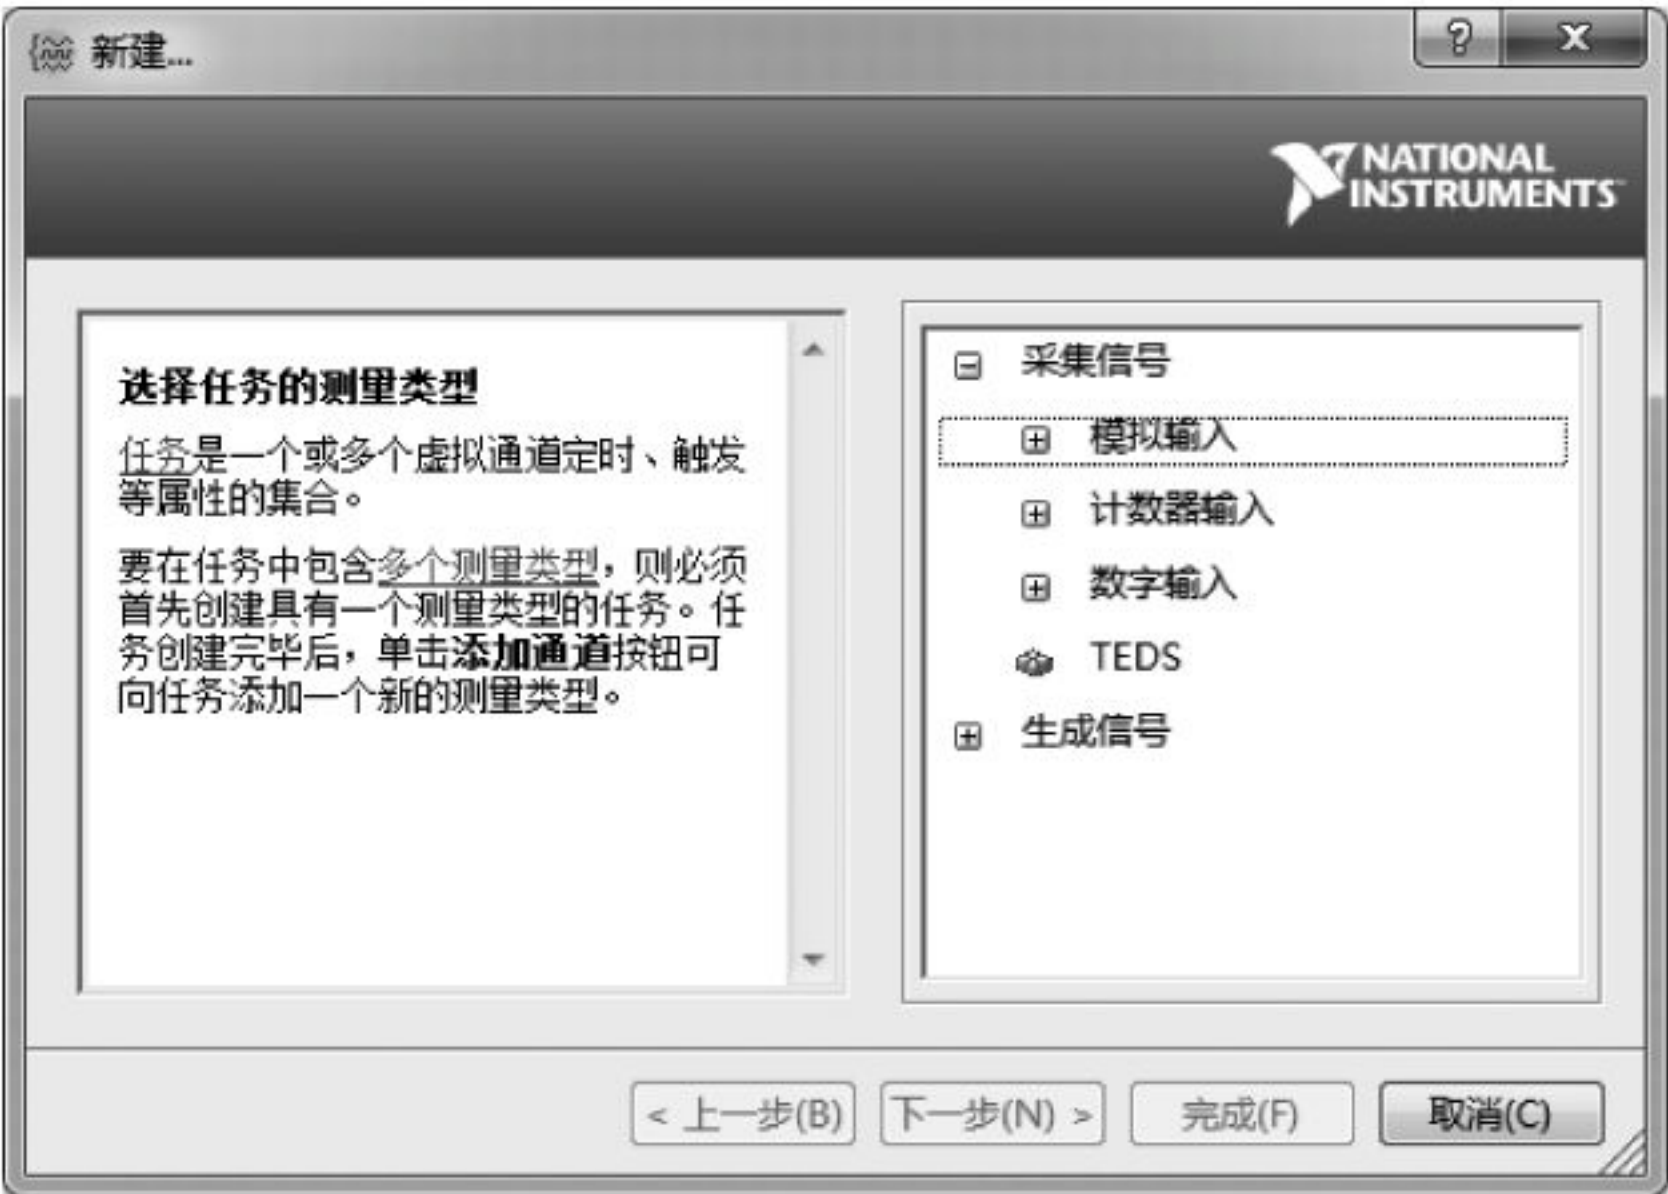 新建...
?
X
NATIONAL
INSTRUMENTS
选择任务的测量类型
任务是一个或多个虚拟通道定时、触发
等属性的集合。
要在任务中包含多个测量类型，则必须
首先创建具有一个测量类型的任务。任
务创建完毕后，单击添加通道按钮可
向任务添加一个新的测量类型。
采集信号
模拟输入
计数器输入
数字输入
TEDS
生成信号
< 上一步(B)
下一步(N) >
完成(F)
取消(C)